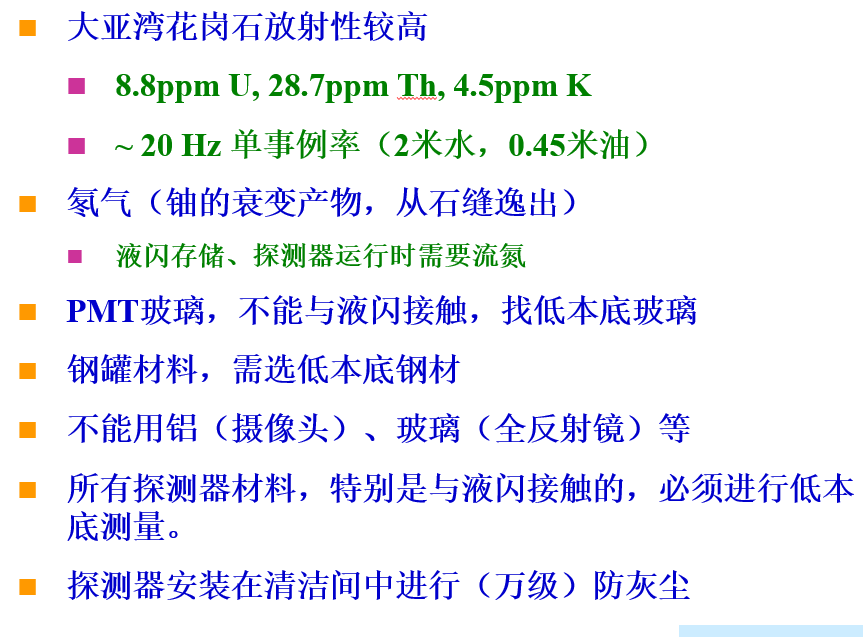 大亚湾花岗石放射性较高
8.8ppm U, 28.7ppm Th, 4.5ppm K
~ 20 Hz 单事例率（2米水，0.45米油）
氡气（铀的衰变产物，从石缝逸出）
液闪存储、探测器运行时需要流氮
PMT玻璃，不能与液闪接触，找低本底玻璃
钢罐材料，需选低本底钢材
不能用铝（摄像头）、玻璃（全反射镜）等
所有探测器材料，特别是与液闪接触的，必须进行低本
底测量。
探测器安装在清洁间中进行（万级）防灰尘